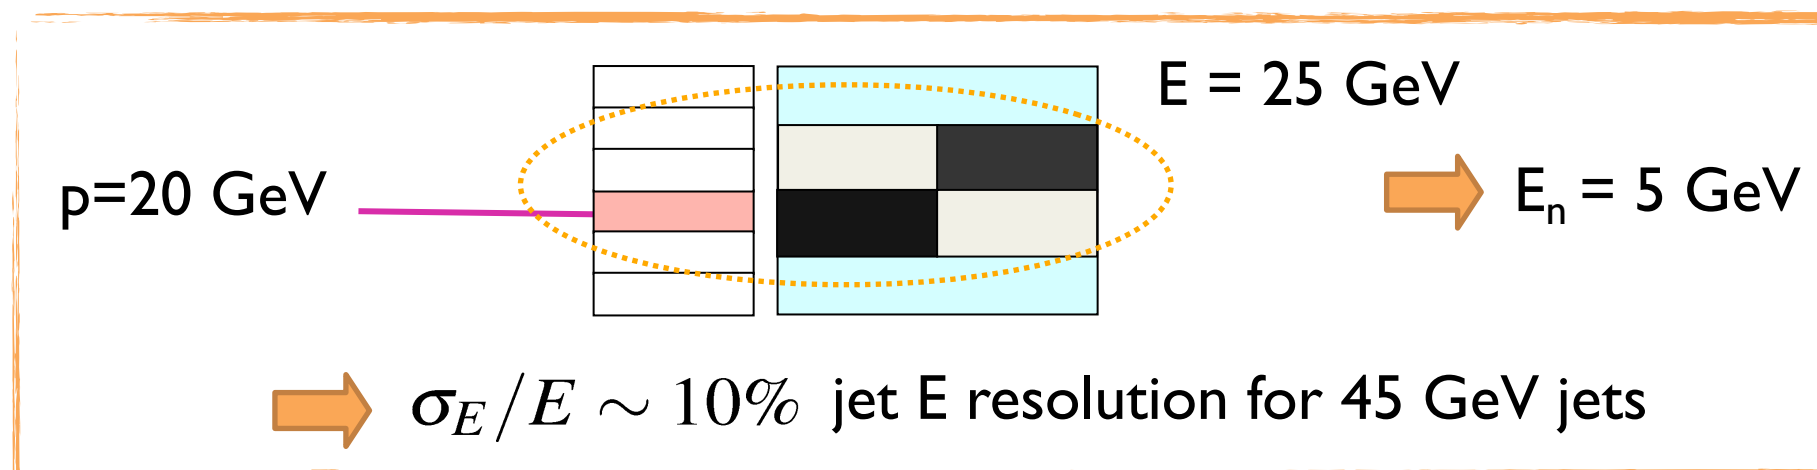 E = 25 GeV
p=20 GeV
Eₙ = 5 GeV
σ_E/E ∼ 10% jet E resolution for 45 GeV jets